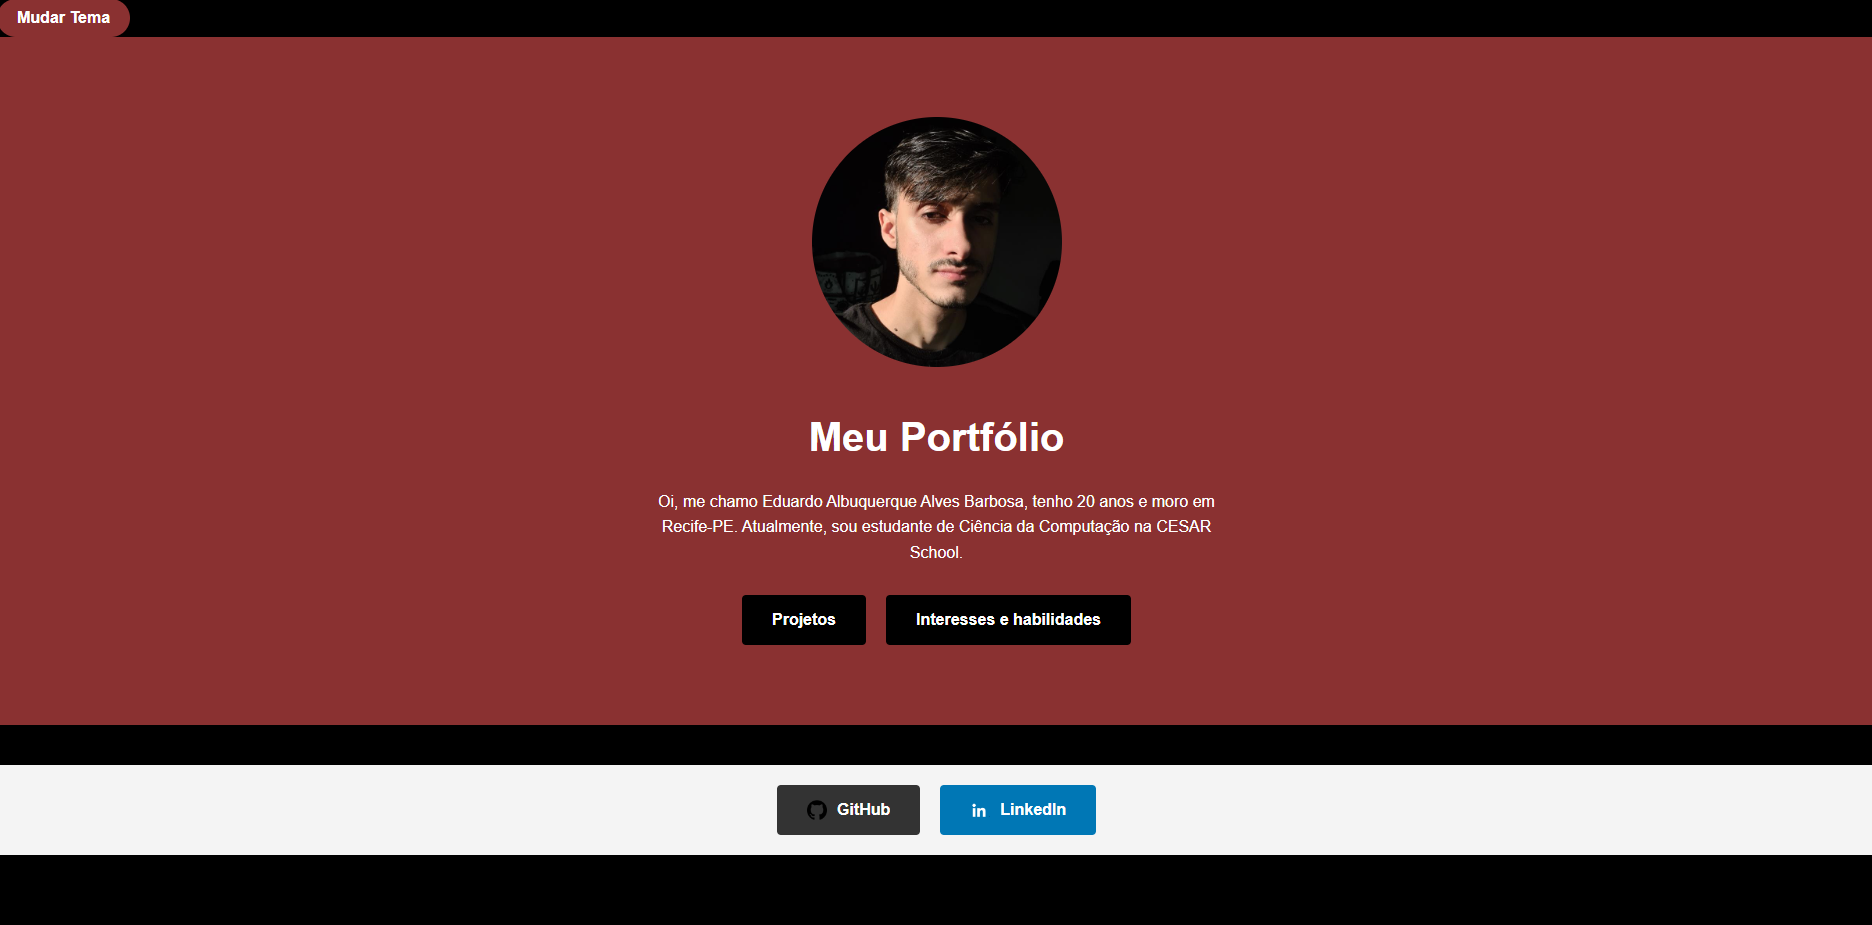 Mudar Tema
Meu Portfólio
Oi, me chamo Eduardo Albuquerque Alves Barbosa, tenho 20 anos e moro em
Recife-PE. Atualmente, sou estudante de Ciência da Computação na CESAR
School.
Projetos
Interesses e habilidades
GitHub
in LinkedIn